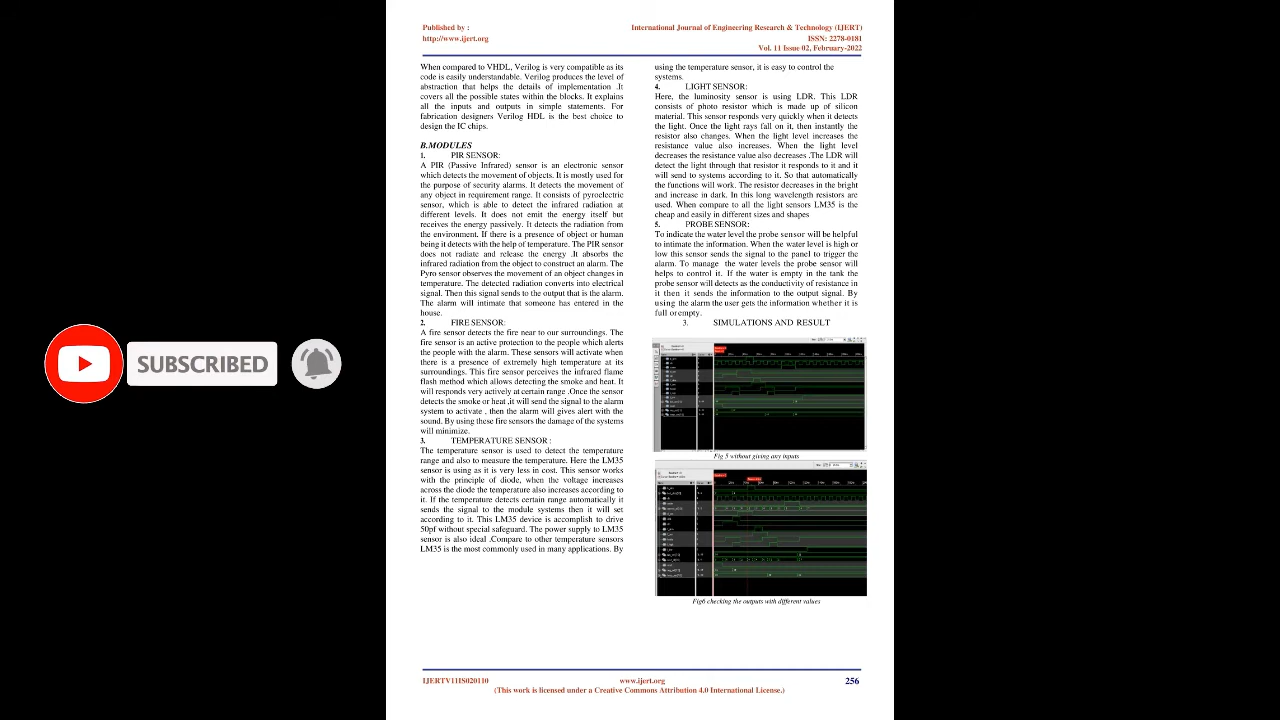 Published by :
http://www.ijert.org
International Journal of Engineering Research & Technology (IJERT)
ISSN: 2278-0181
Vol. 11 Issue 02, February-2022
When compared to VHDL, Verilog is very compatible as its
code is easily understandable. Verilog produces the level of
abstraction that helps the details of implementation .It
covers all the possible states within the blocks. It explains
all the inputs and outputs in simple statements. For
fabrication designers Verilog HDL is the best choice to
design the IC chips.
B.MODULES
1. PIR SENSOR:
A PIR (Passive Infrared) sensor is an electronic sensor
which detects the movement of objects. It is mostly used for
the purpose of security alarms. It detects the movement of
any object in requirement range. It consists of pyroelectric
sensor, which is able to detect the infrared radiation at
different levels. It does not emit the energy itself but
receives the energy passively. It detects the radiation from
the environment. If there is a presence of object or human
being it detects with the help of temperature. The PIR sensor
does not radiate and release the energy .It absorbs the
infrared radiation from the object to construct an alarm. The
Pyro sensor observes the movement of an object changes in
temperature. The detected radiation converts into electrical
signal. Then this signal sends to the output that is the alarm.
The alarm will intimate that someone has entered in the
house.
2. FIRE SENSOR:
A fire sensor detects the fire near to our surroundings. The
fire sensor is an active protection to the people which alerts
the people with the alarm. These sensors will activate when
there is a presence of extremely high temperature at its
surroundings. This fire sensor perceives the infrared flame
flash method which allows detecting the smoke and heat. It
will responds very actively at certain range .Once the sensor
detects the smoke or heat ,it will send the signal to the alarm
system to activate , then the alarm will gives alert with the
sound. By using these fire sensors the damage of the systems
will minimize.
3. TEMPERATURE SENSOR :
The temperature sensor is used to detect the temperature
range and also to measure the temperature. Here the LM35
sensor is using as it is very less in cost. This sensor works
with the principle of diode, when the voltage increases
across the diode the temperature also increases according to
it. If the temperature detects certain range automatically it
sends the signal to the module systems then it will set
according to it. This LM35 device is accomplish to drive
50pf without special safeguard. The power supply to LM35
sensor is also ideal .Compare to other temperature sensors
LM35 is the most commonly used in many applications. By
using the temperature sensor, it is easy to control the
systems.
4. LIGHT SENSOR:
Here, the luminosity sensor is using LDR. This LDR
consists of photo resistor which is made up of silicon
material. This sensor responds very quickly when it detects
the light. Once the light rays fall on it, then instantly the
resistor also changes. When the light level increases the
resistance value also increases. When the light level
decreases the resistance value also decreases .The LDR will
detect the light through that resistor it responds to it and it
will send to systems according to it. So that automatically
the functions will work. The resistor decreases in the bright
and increase in dark. In this long wavelength resistors are
used. When compare to all the light sensors LM35 is the
cheap and easily in different sizes and shapes
5. PROBE SENSOR:
To indicate the water level the probe sensor will be helpful
to intimate the information. When the water level is high or
low this sensor sends the signal to the panel to trigger the
alarm. To manage the water levels the probe sensor will
helps to control it. If the water is empty in the tank the
probe sensor will detects as the conductivity of resistance in
it then it sends the information to the output signal. By
using the alarm the user gets the information whether it is
full or empty.
3. SIMULATIONS AND RESULT
Fig 5 without giving any inputs
Fig6 checking the outputs with different values
SUBSCRIBED
IJERTV11IS020110
www.ijert.org
256
(This work is licensed under a Creative Commons Attribution 4.0 International License.)